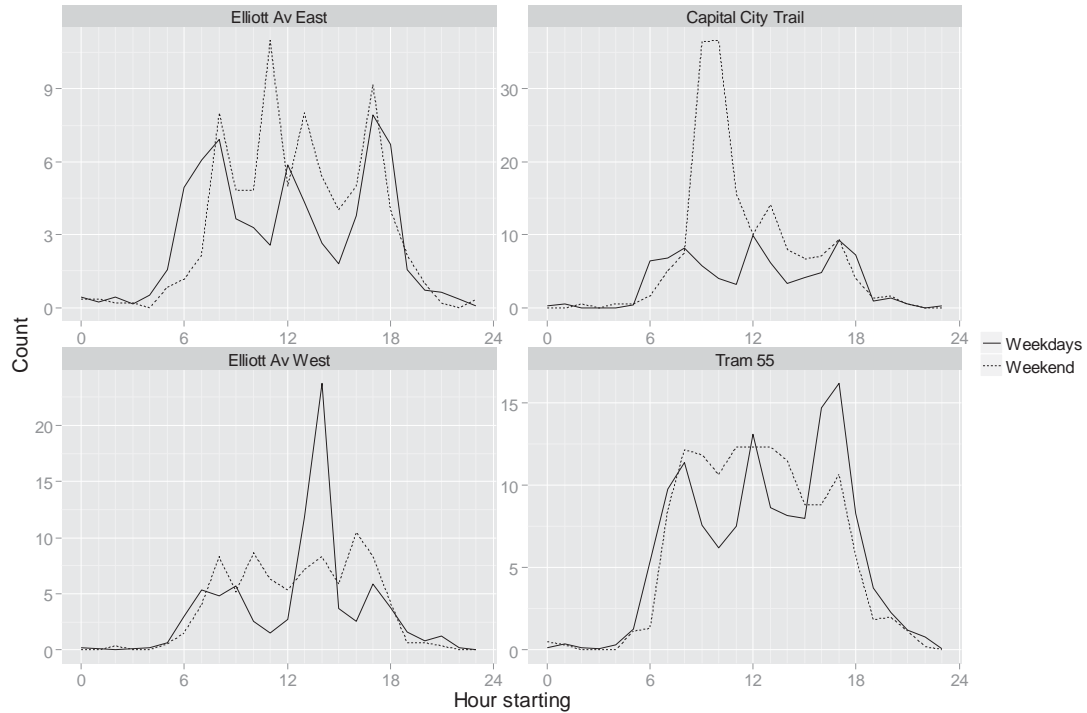 Elliott Av East
Capital City Trail
9
6
3
0
30
20
10
0
0 6 12 18 24
0 6 12 18 24
Count
Elliott Av West
Tram 55
Weekdays
Weekend
20
15
10
5
0
15
10
5
0
0 6 12 18 24
0 6 12 18 24
Hour starting